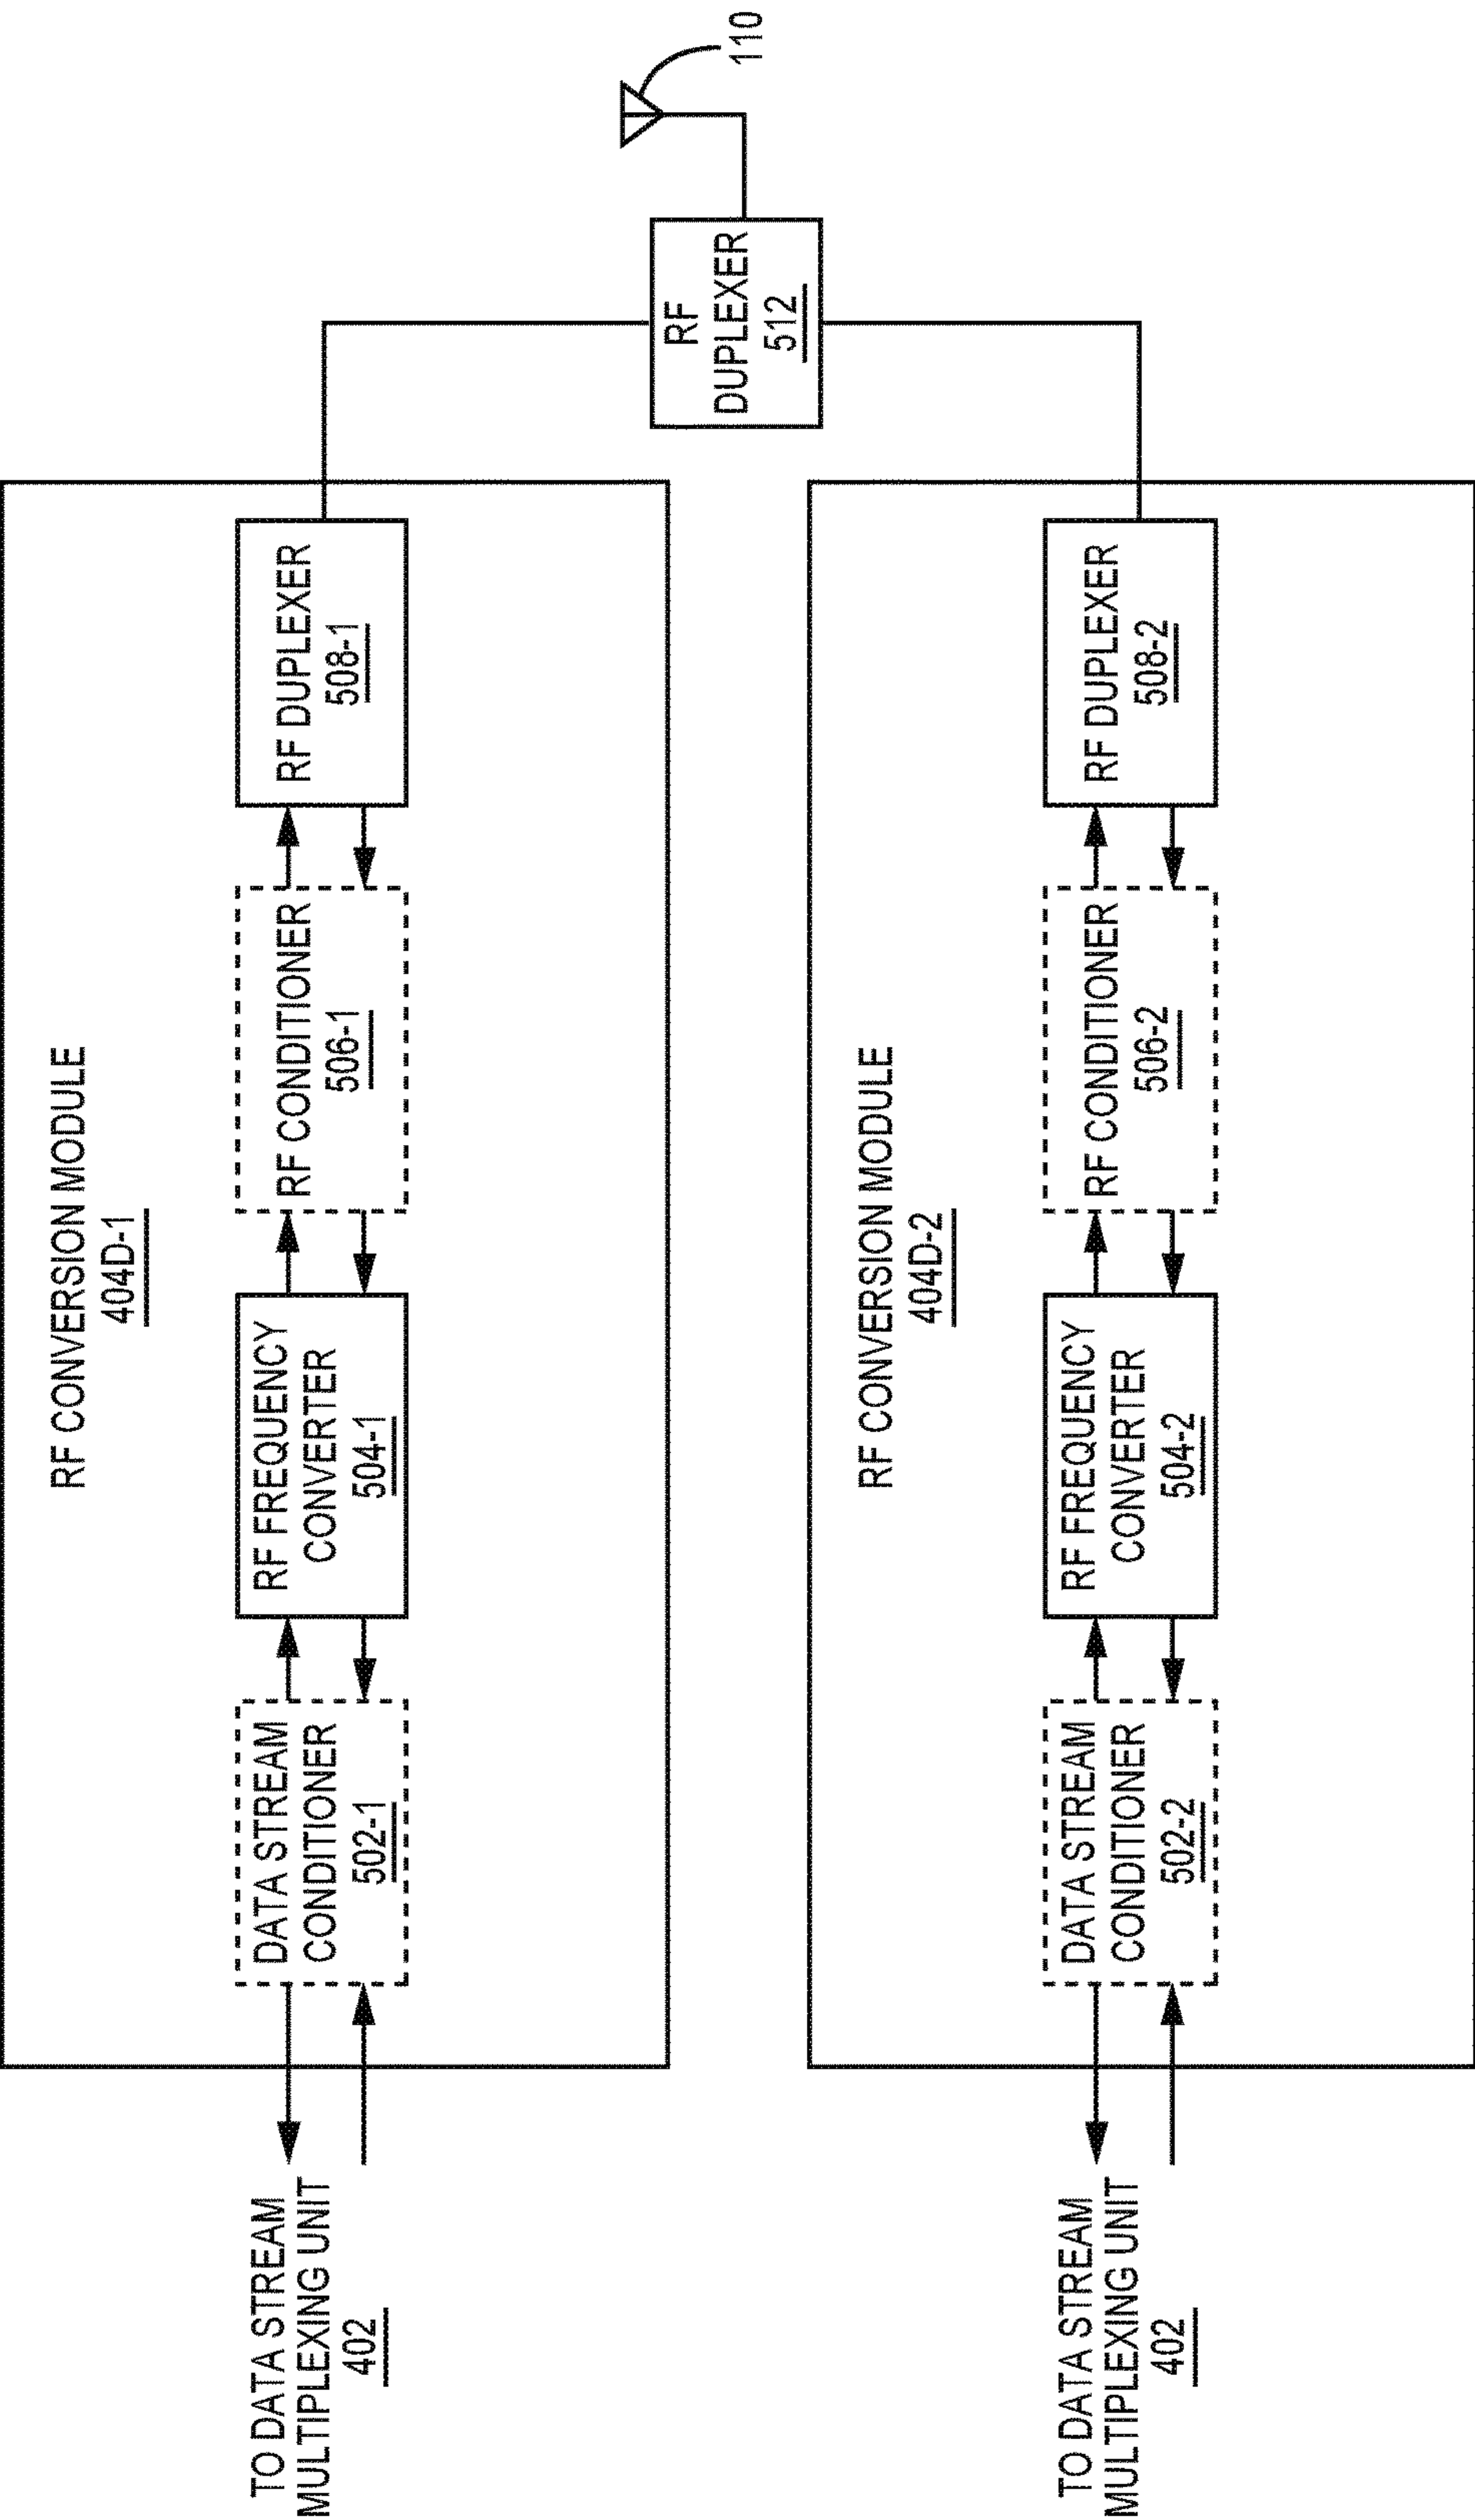 RF CONVERSION MODULE
404D-1
TO DATA STREAM
MULTIPLEXING UNIT
402
DATA STREAM
CONDITIONER
502-1
RF FREQUENCY
CONVERTER
504-1
RF CONDITIONER
506-1
RF DUPLEXER
508-1
RF
DUPLEXER
512
110
RF CONVERSION MODULE
404D-2
TO DATA STREAM
MULTIPLEXING UNIT
402
DATA STREAM
CONDITIONER
502-2
RF FREQUENCY
CONVERTER
504-2
RF CONDITIONER
506-2
RF DUPLEXER
508-2